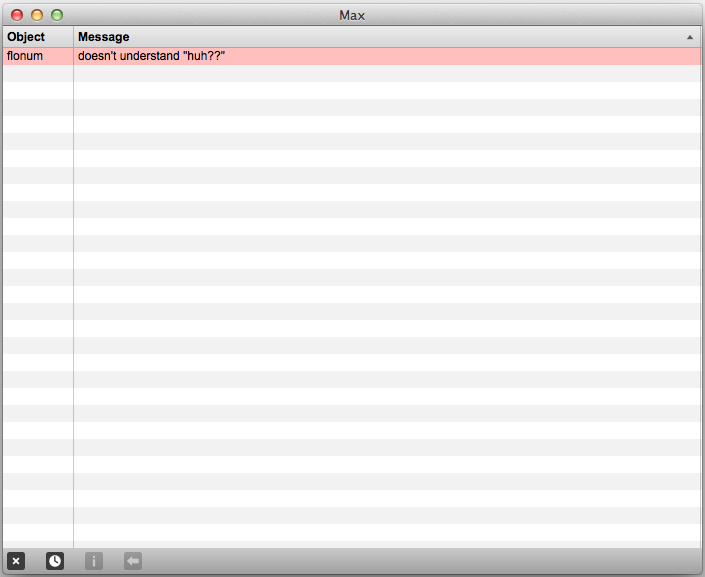 Max
Object Message
flonum doesn't understand "huh??"